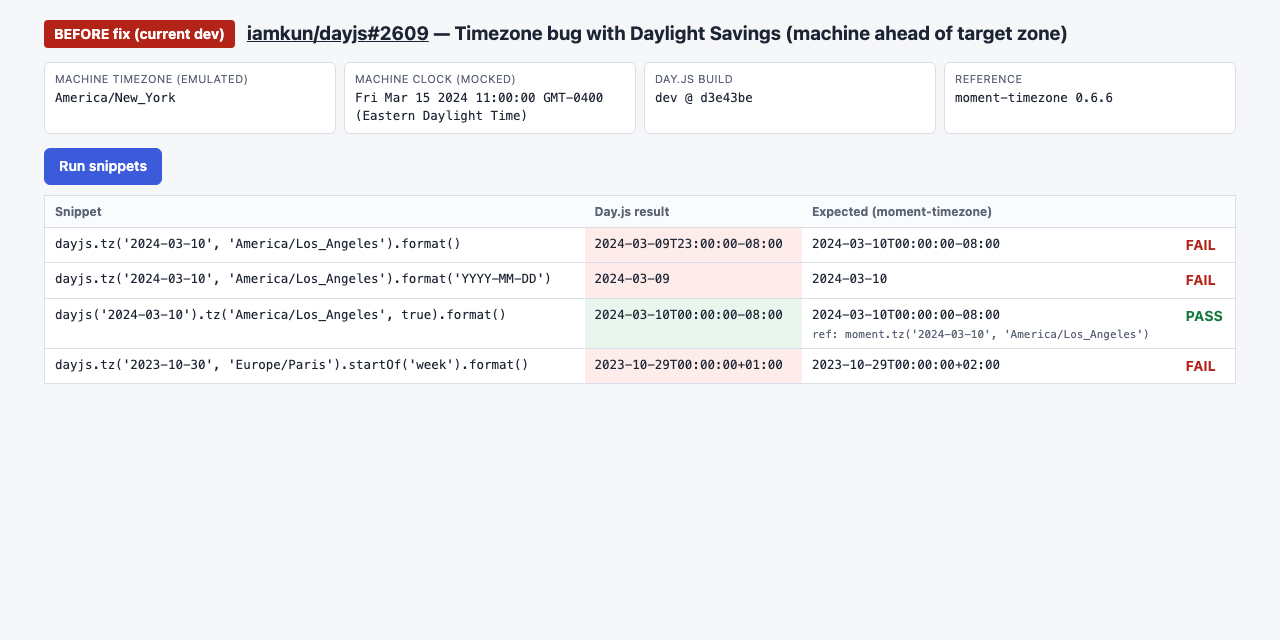 BEFORE fix (current dev) iamkun/dayjs#2609 — Timezone bug with Daylight Savings (machine ahead of target zone)
MACHINE TIMEZONE (EMULATED)
America/New_York
MACHINE CLOCK (MOCKED)
Fri Mar 15 2024 11:00:00 GMT-0400
(Eastern Daylight Time)
DAY.JS BUILD
dev @ d3e43be
REFERENCE
moment-timezone 0.6.6
Run snippets
Snippet Day.js result Expected (moment-timezone)
dayjs.tz('2024-03-10', 'America/Los_Angeles').format() 2024-03-09T23:00:00-08:00 2024-03-10T00:00:00-08:00 FAIL
dayjs.tz('2024-03-10', 'America/Los_Angeles').format('YYYY-MM-DD') 2024-03-09 2024-03-10 FAIL
dayjs('2024-03-10').tz('America/Los_Angeles', true).format() 2024-03-10T00:00:00-08:00 2024-03-10T00:00:00-08:00 PASS
ref: moment.tz('2024-03-10', 'America/Los_Angeles')
dayjs.tz('2023-10-30', 'Europe/Paris').startOf('week').format() 2023-10-29T00:00:00+01:00 2023-10-29T00:00:00+02:00 FAIL